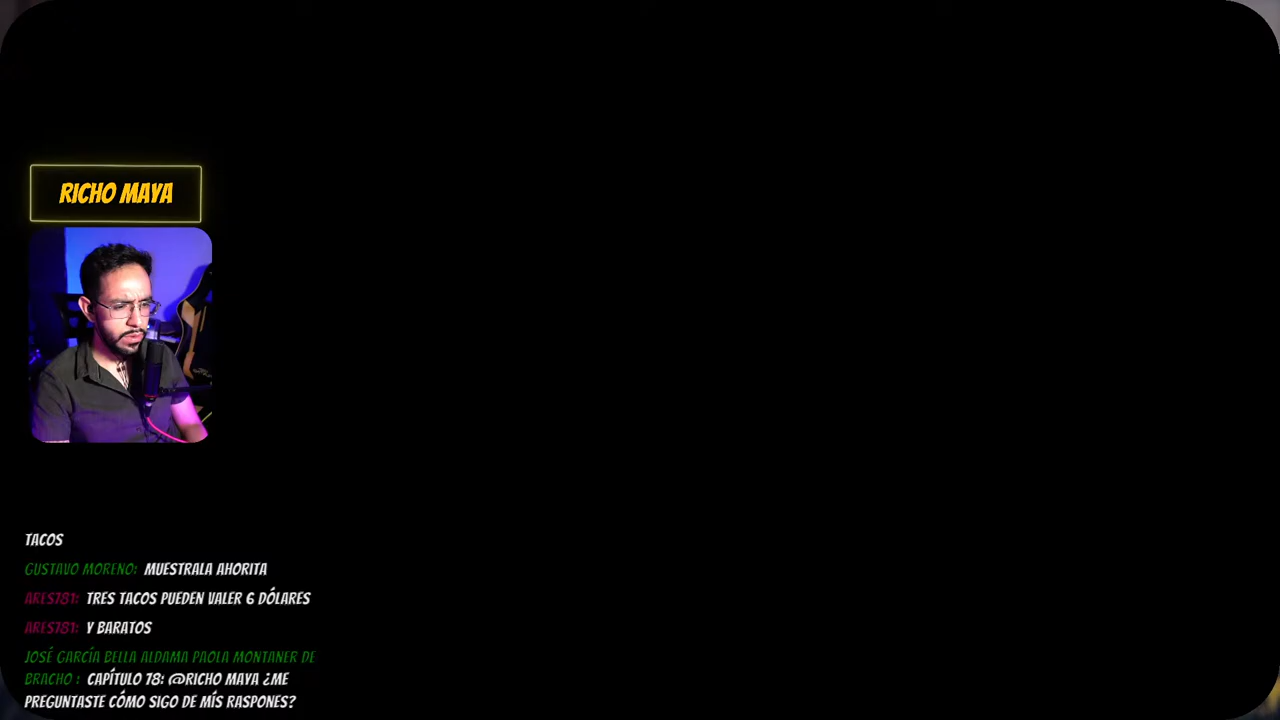 RICHO MAYA
TACOS
GUSTAVO MORENO: MUESTRALA AHORITA
ARES781: TRES TACOS PUEDEN VALER 6 DÓLARES
ARES781: Y BARATOS
JOSÉ GARCÍA BELLA ALDAMA PAOLA MONTANER DE
BRACHO : CAPÍTULO 78: @RICHO MAYA ¿ME
PREGUNTASTE CÓMO SIGO DE MÍS RASPONES?